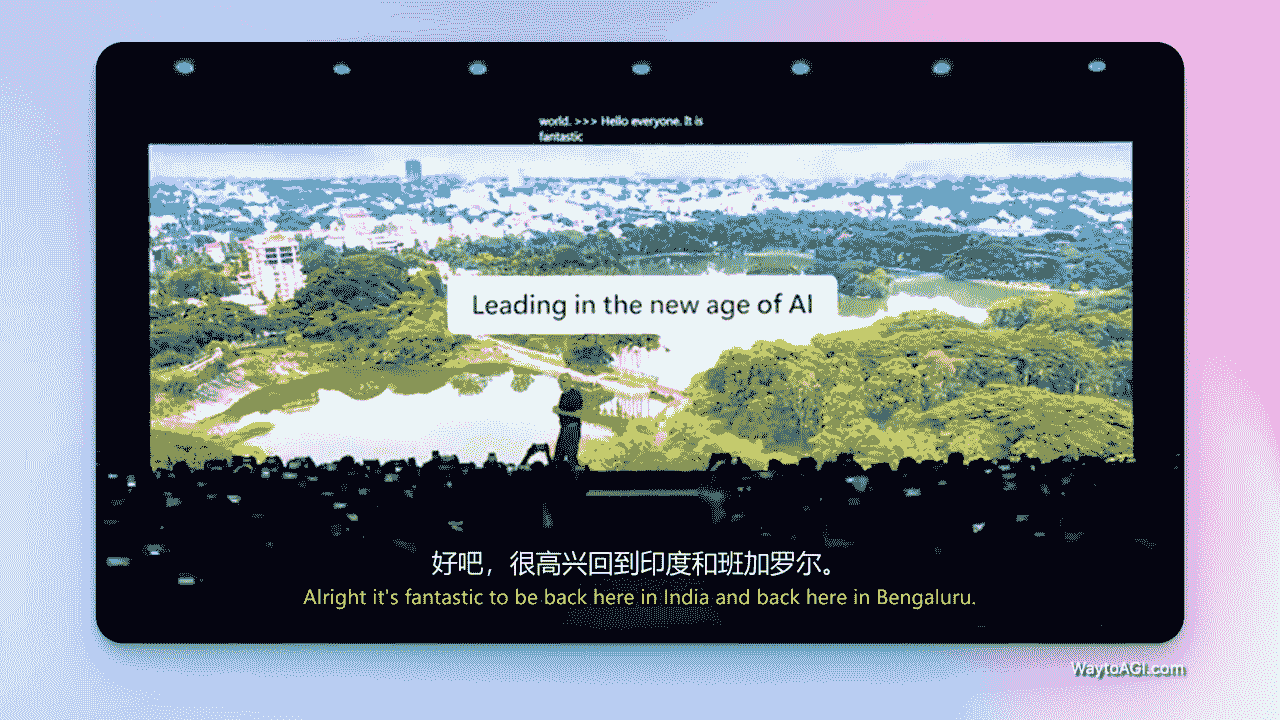 world. >>> Hello everyone. It is
fantastic
Leading in the new age of AI
好吧，很高兴回到印度和班加罗尔。
Alright it's fantastic to be back here in India and back here in Bengaluru.
WaytoAGI.com